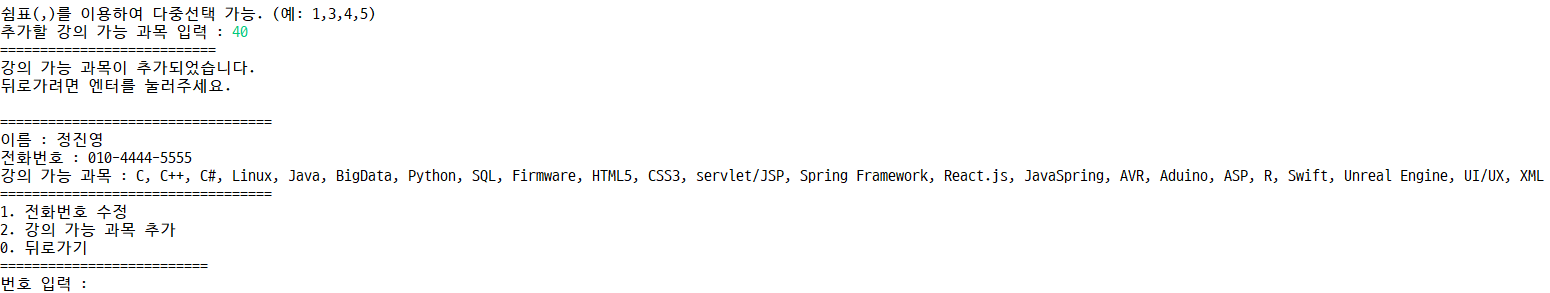 쉼표(,)를 이용하여 다중선택 가능. (예: 1,3,4,5)
추가할 강의 가능 과목 입력 : 40
===========================
강의 가능 과목이 추가되었습니다.
뒤로가려면 엔터를 눌러주세요.
==================================
이름 : 정진영
전화번호 : 010-4444-5555
강의 가능 과목 : C, C++, C#, Linux, Java, BigData, Python, SQL, Firmware, HTML5, CSS3, servlet/JSP, Spring Framework, React.js, JavaSpring, AVR, Aduino, ASP, R, Swift, Unreal Engine, UI/UX, XML
==================================
1. 전화번호 수정
2. 강의 가능 과목 추가
0. 뒤로가기
==========================
번호 입력 :